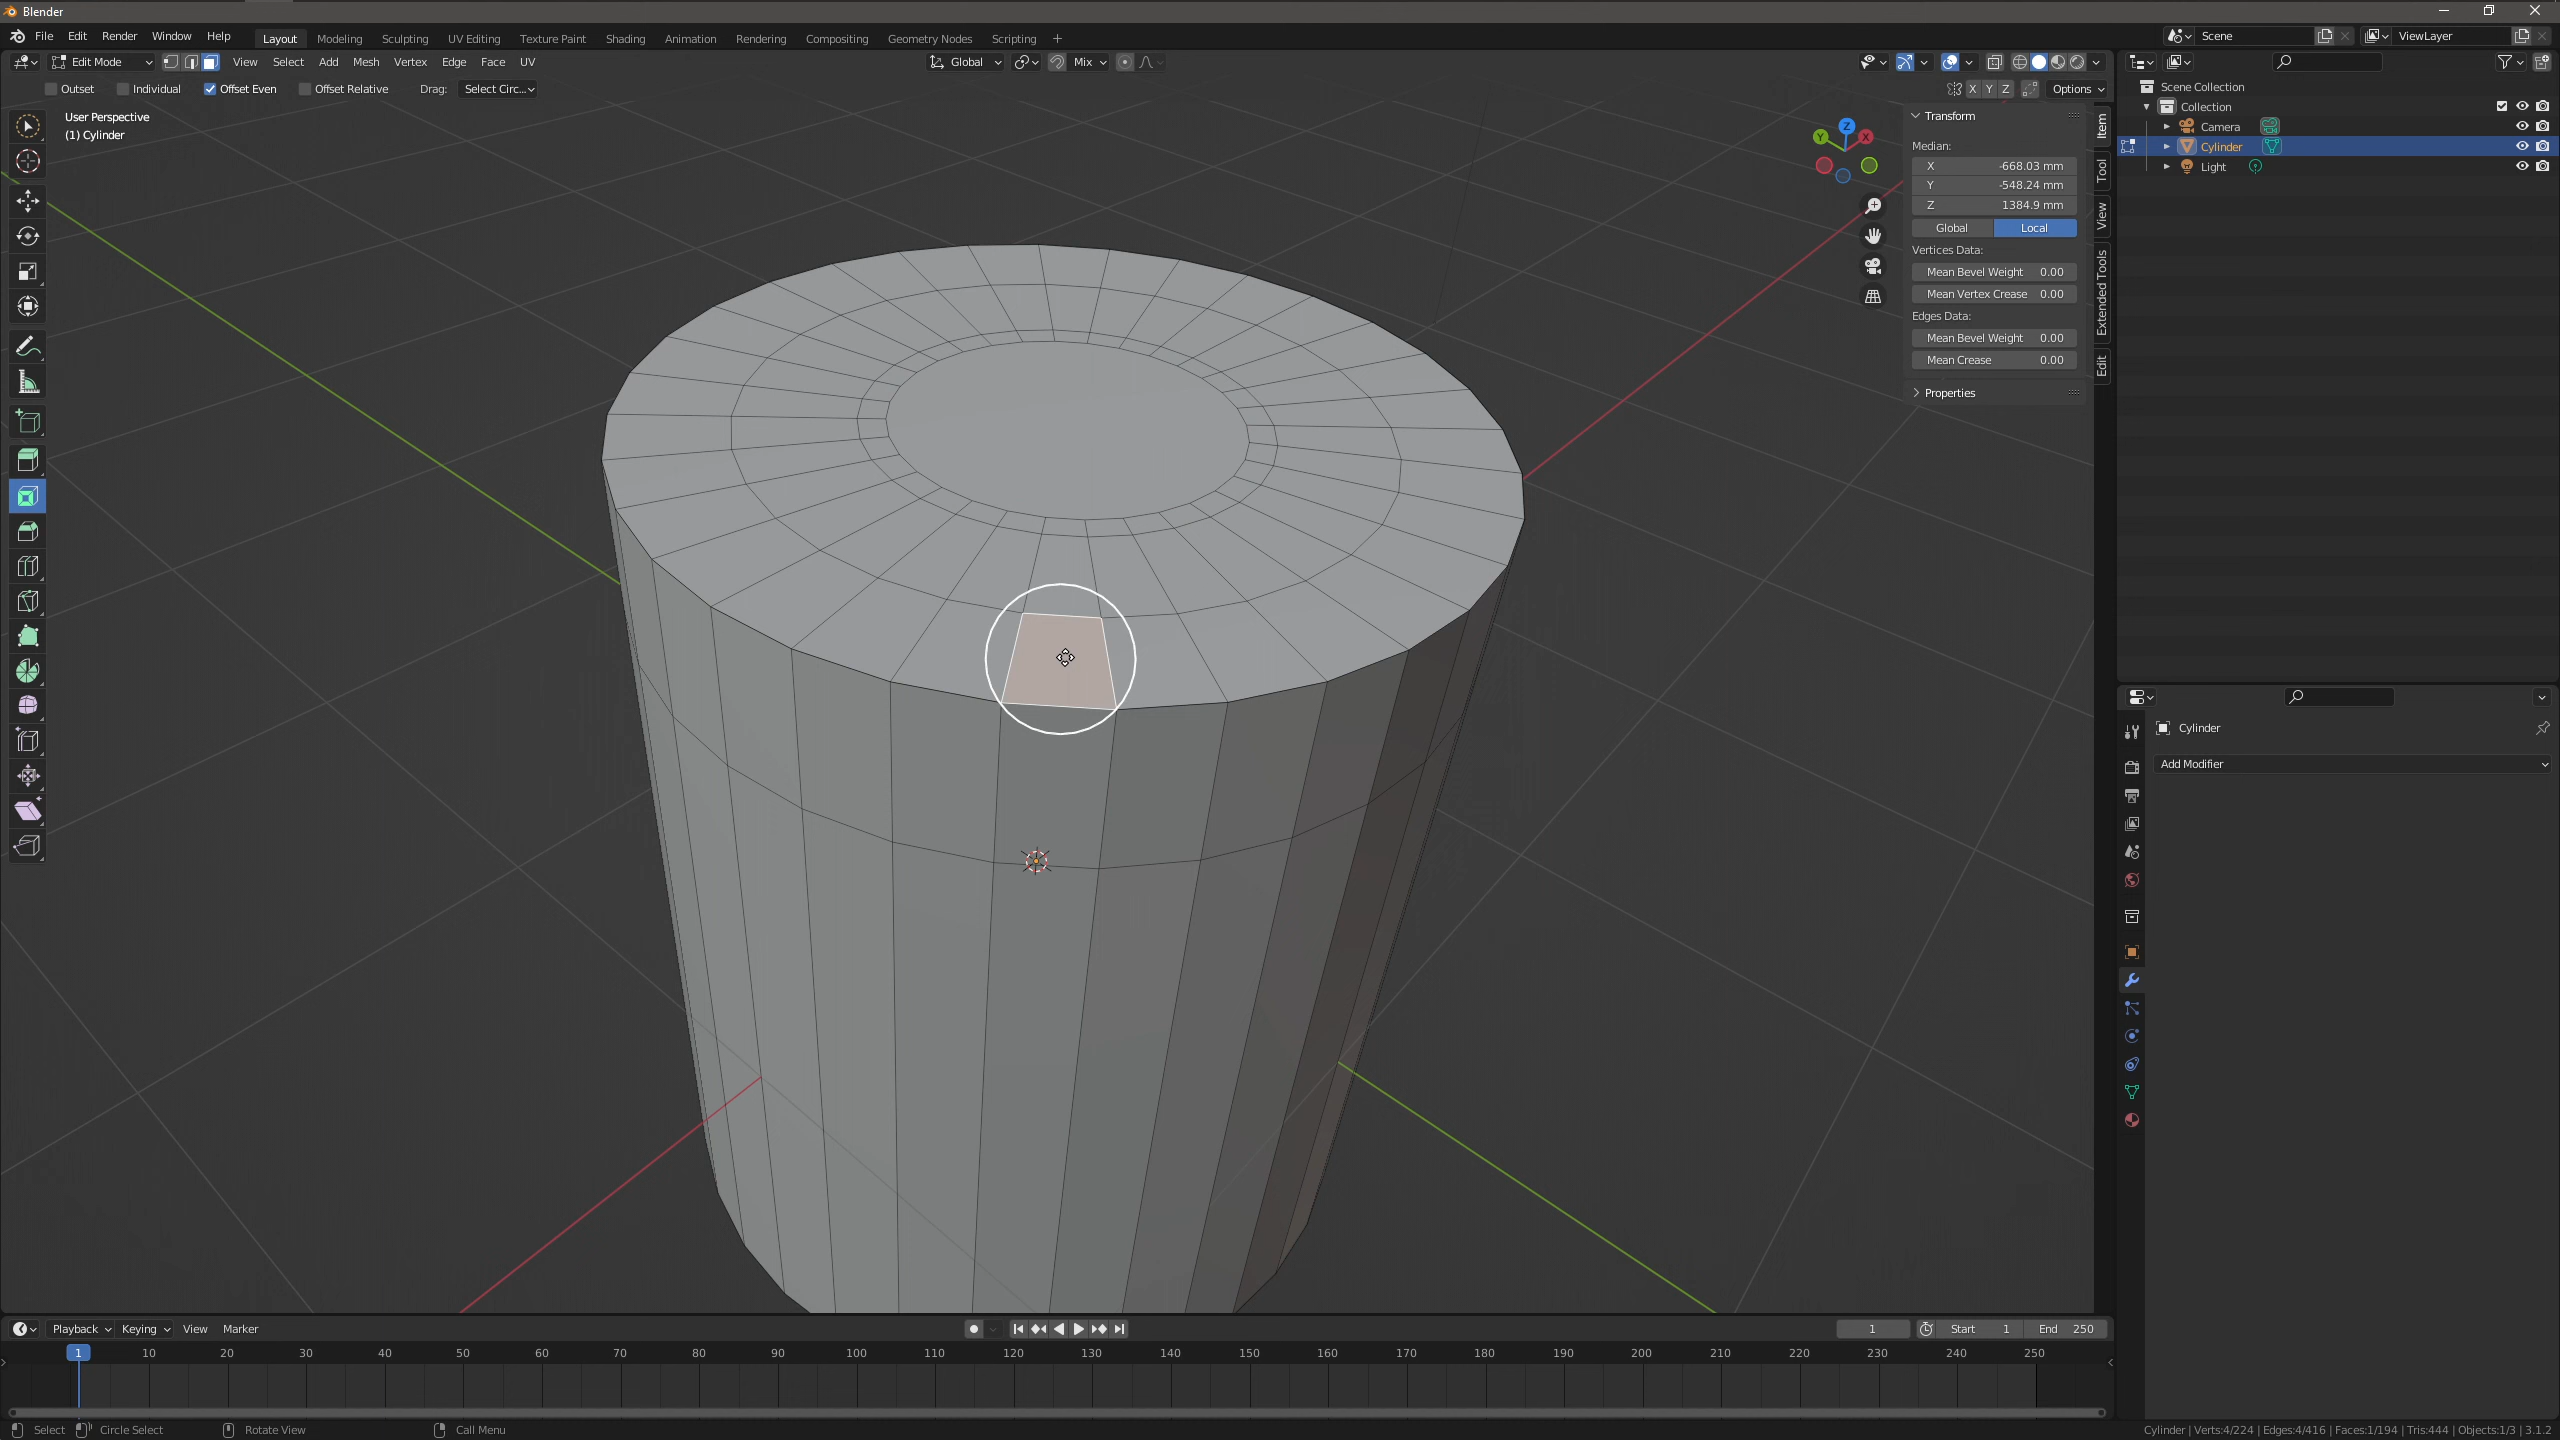 Blender
File Edit Render Window Help Layout Modeling Sculpting UV Editing Texture Paint Shading Animation Rendering Compositing Geometry Nodes Scripting + Scene ViewLayer
Edit Mode View Select Add Mesh Vertex Edge Face UV Global Mix
Outset Individual Offset Even Offset Relative Drag: Select Circ... X Y Z Options
User Perspective
(1) Cylinder
Z
Y
X
Transform
Median:
X -668.03 mm
Y -548.24 mm
Z 1384.9 mm
Global Local
Vertices Data:
Mean Bevel Weight 0.00
Mean Vertex Crease 0.00
Edges Data:
Mean Bevel Weight 0.00
Mean Crease 0.00
Properties
Item
Tool
View
Extended Tools
Edit
Scene Collection
Collection
Camera
Cylinder
Light
Cylinder
Add Modifier
Playback Keying View Marker 1 Start 1 End 250
1 10 20 30 40 50 60 70 80 90 100 110 120 130 140 150 160 170 180 190 200 210 220 230 240 250
Select Circle Select Rotate View Call Menu Cylinder | Verts:4/224 | Edges:4/416 | Faces:1/194 | Tris:444 | Objects:1/3 | 3.1.2